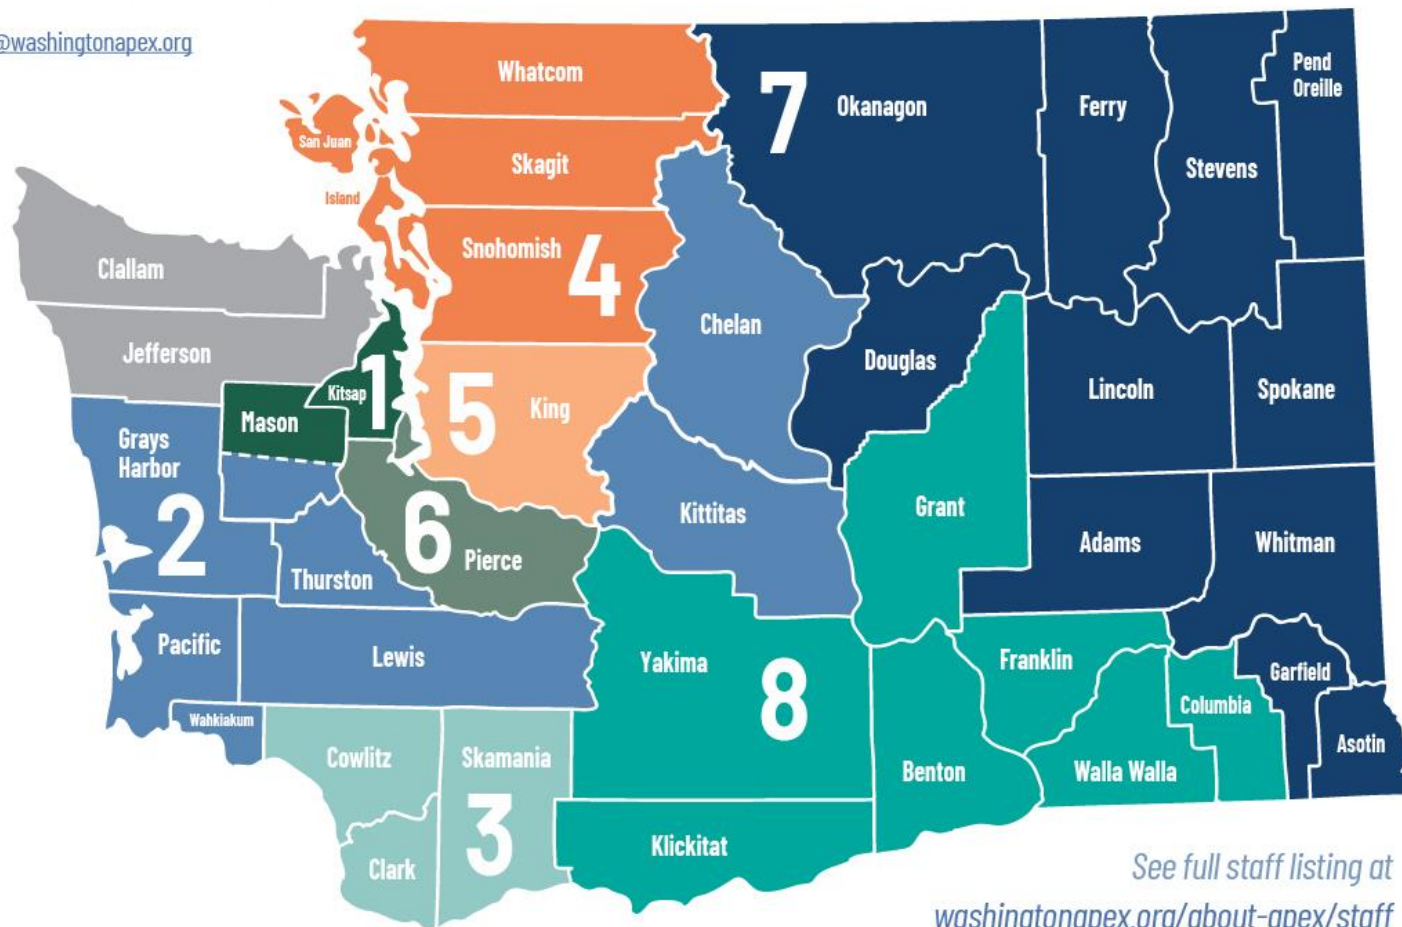 @washingtonapex.org
Whatcom
San Juan
Skagit
Island
Snohomish
4
Clallam
Jefferson
Kitsap
1
Mason
5
King
Grays
Harbor
2
6
Pierce
Thurston
Pacific
Lewis
Wahkiakum
Cowlitz
Skamania
3
Clark
7
Okanagon
Ferry
Stevens
Pend
Oreille
Chelan
Douglas
Lincoln
Spokane
Kittitas
Grant
Adams
Whitman
Yakima
8
Franklin
Garfield
Columbia
Asotin
Benton
Walla Walla
Klickitat
See full staff listing at
washingtonapex.org/about-apex/staff